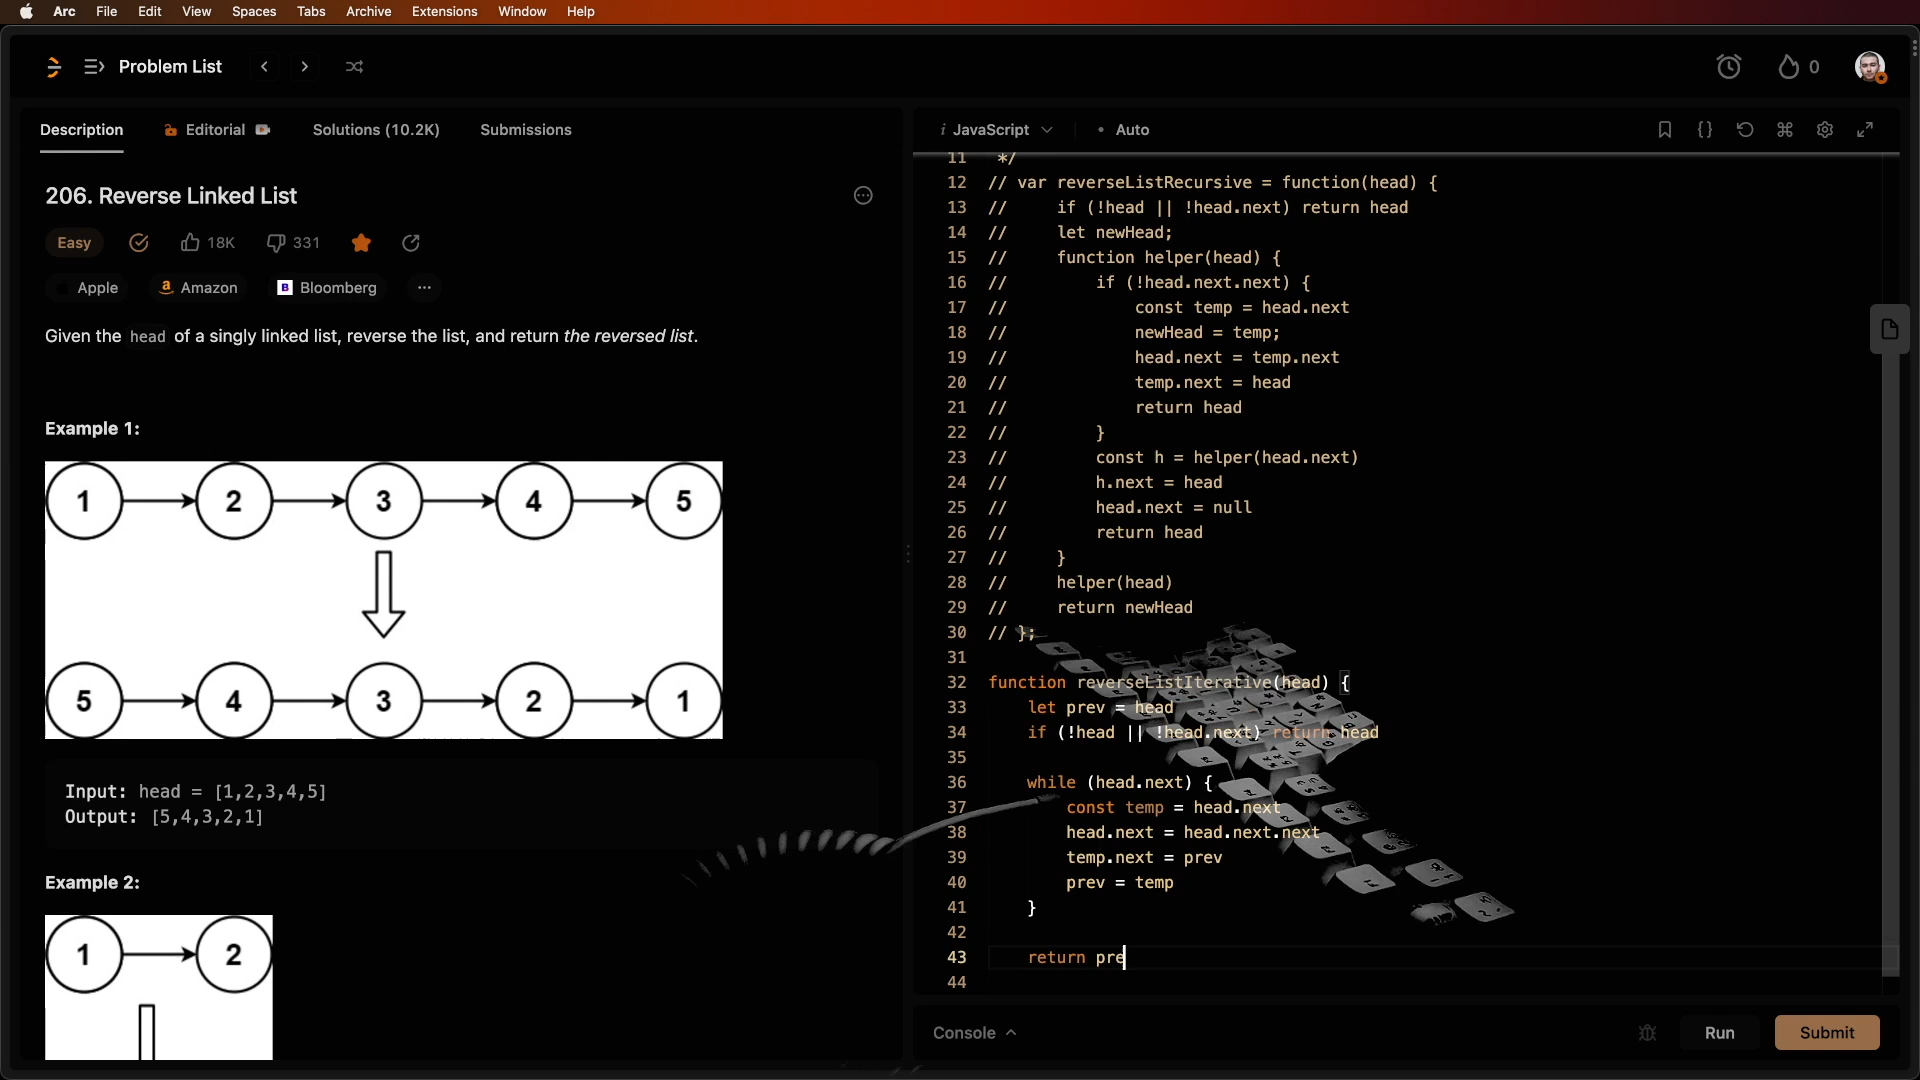 Arc File Edit View Spaces Tabs Archive Extensions Window Help
Problem List
0
Description Editorial Solutions (10.2K) Submissions
206. Reverse Linked List
Easy 18K 331
Apple Amazon B Bloomberg ...
Given the head of a singly linked list, reverse the list, and return the reversed list.
Example 1:
1 2 3 4 5
5 4 3 2 1
Input: head = [1,2,3,4,5]
Output: [5,4,3,2,1]
Example 2:
1 2
i JavaScript • Auto
11 */
12 // var reverseListRecursive = function(head) {
13 // if (!head || !head.next) return head
14 // let newHead;
15 // function helper(head) {
16 // if (!head.next.next) {
17 // const temp = head.next
18 // newHead = temp;
19 // head.next = temp.next
20 // temp.next = head
21 // return head
22 // }
23 // const h = helper(head.next)
24 // h.next = head
25 // head.next = null
26 // return head
27 // }
28 // helper(head)
29 // return newHead
30 // };
31
32 function reverseListIterative(head) {
33 let prev = head
34 if (!head || !head.next) return head
35
36 while (head.next) {
37 const temp = head.next
38 head.next = head.next.next
39 temp.next = prev
40 prev = temp
41 }
42
43 return pre
44
Console Run Submit